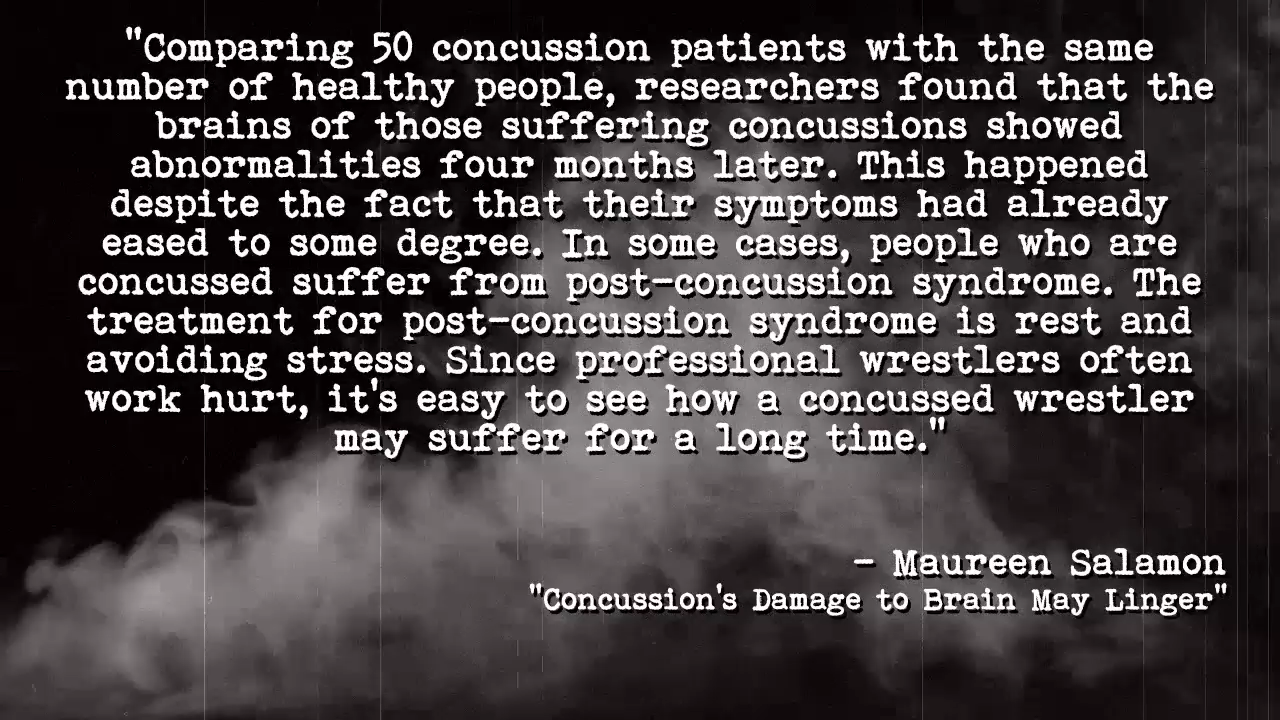 "Comparing 50 concussion patients with the same
number of healthy people, researchers found that the
brains of those suffering concussions showed
abnormalities four months later. This happened
despite the fact that their symptoms had already
eased to some degree. In some cases, people who are
concussed suffer from post-concussion syndrome. The
treatment for post-concussion syndrome is rest and
avoiding stress. Since professional wrestlers often
work hurt, it's easy to see how a concussed wrestler
may suffer for a long time."
- Maureen Salamon
"Concussion's Damage to Brain May Linger"